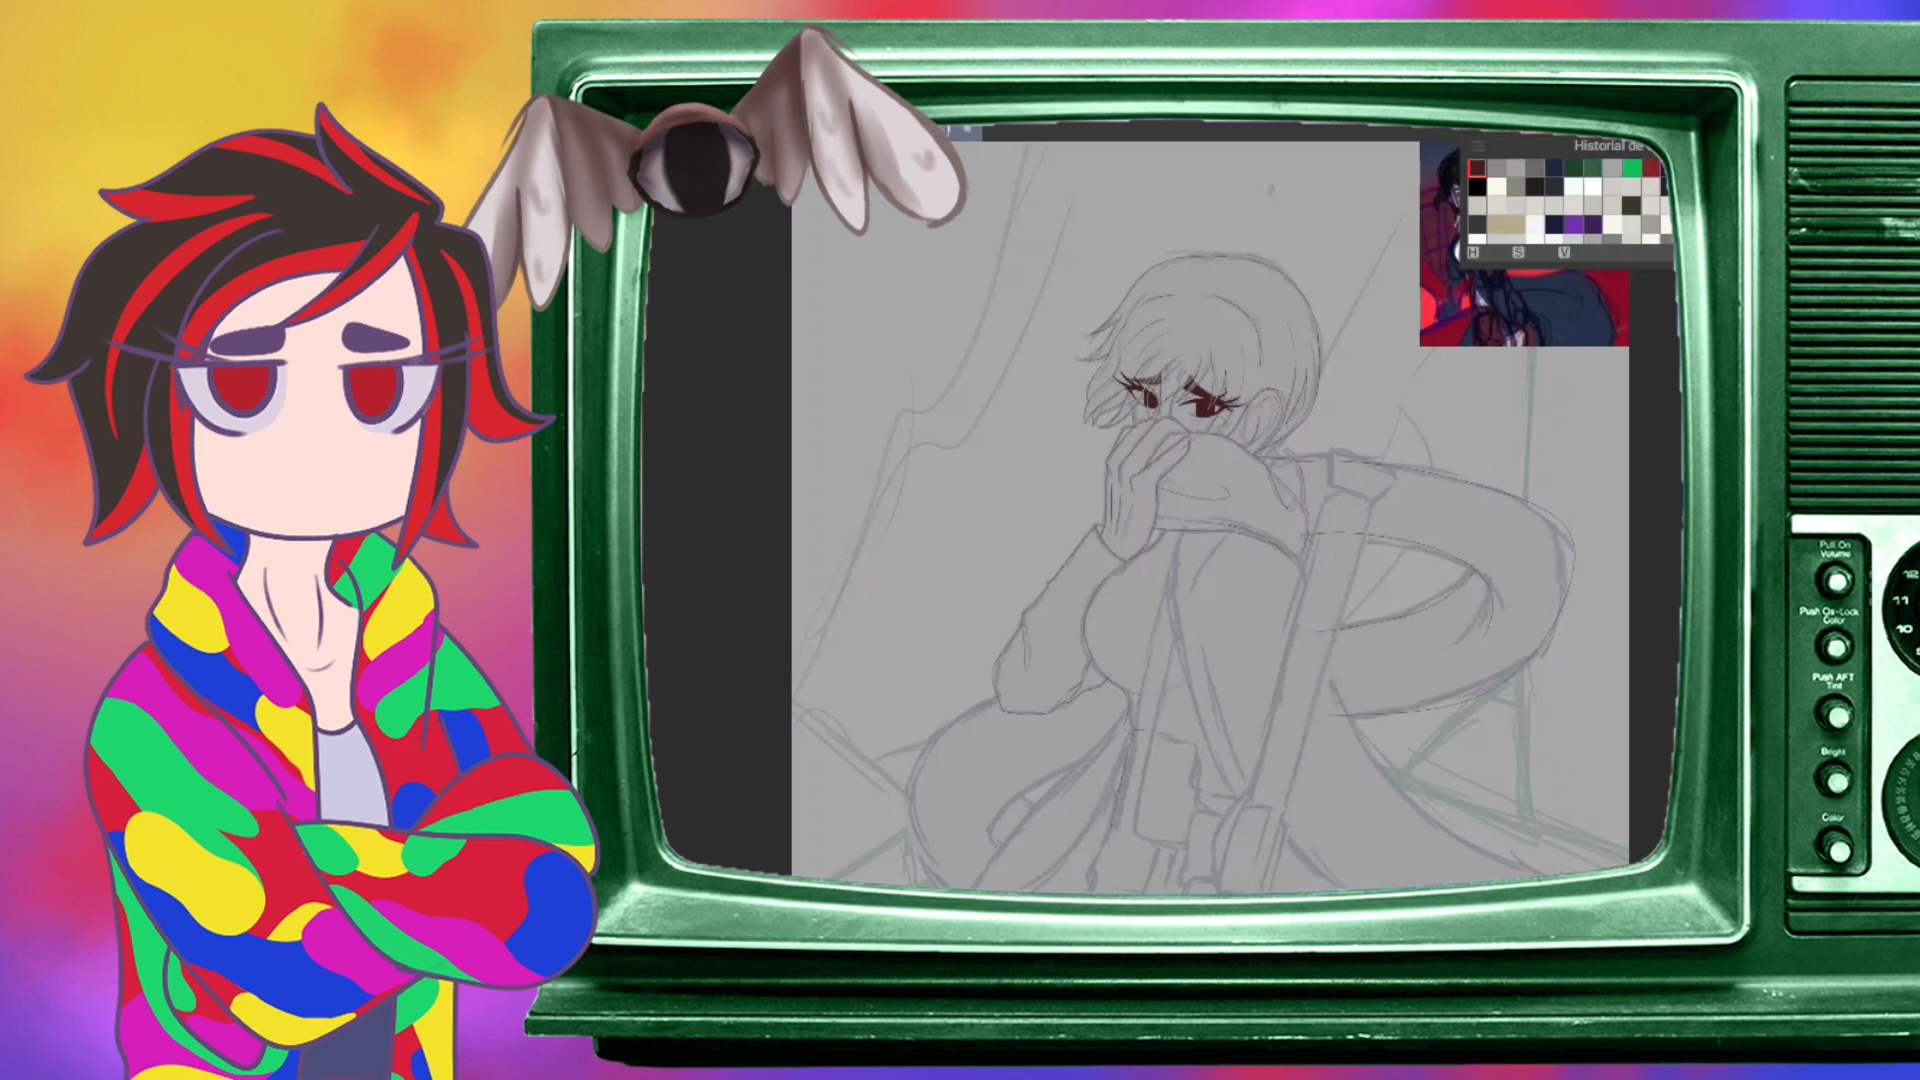 Historial de
H S V
Pull On
Volume
Push On-Lock
Color
Push AFT
Tint
Bright
Color
12
11
10